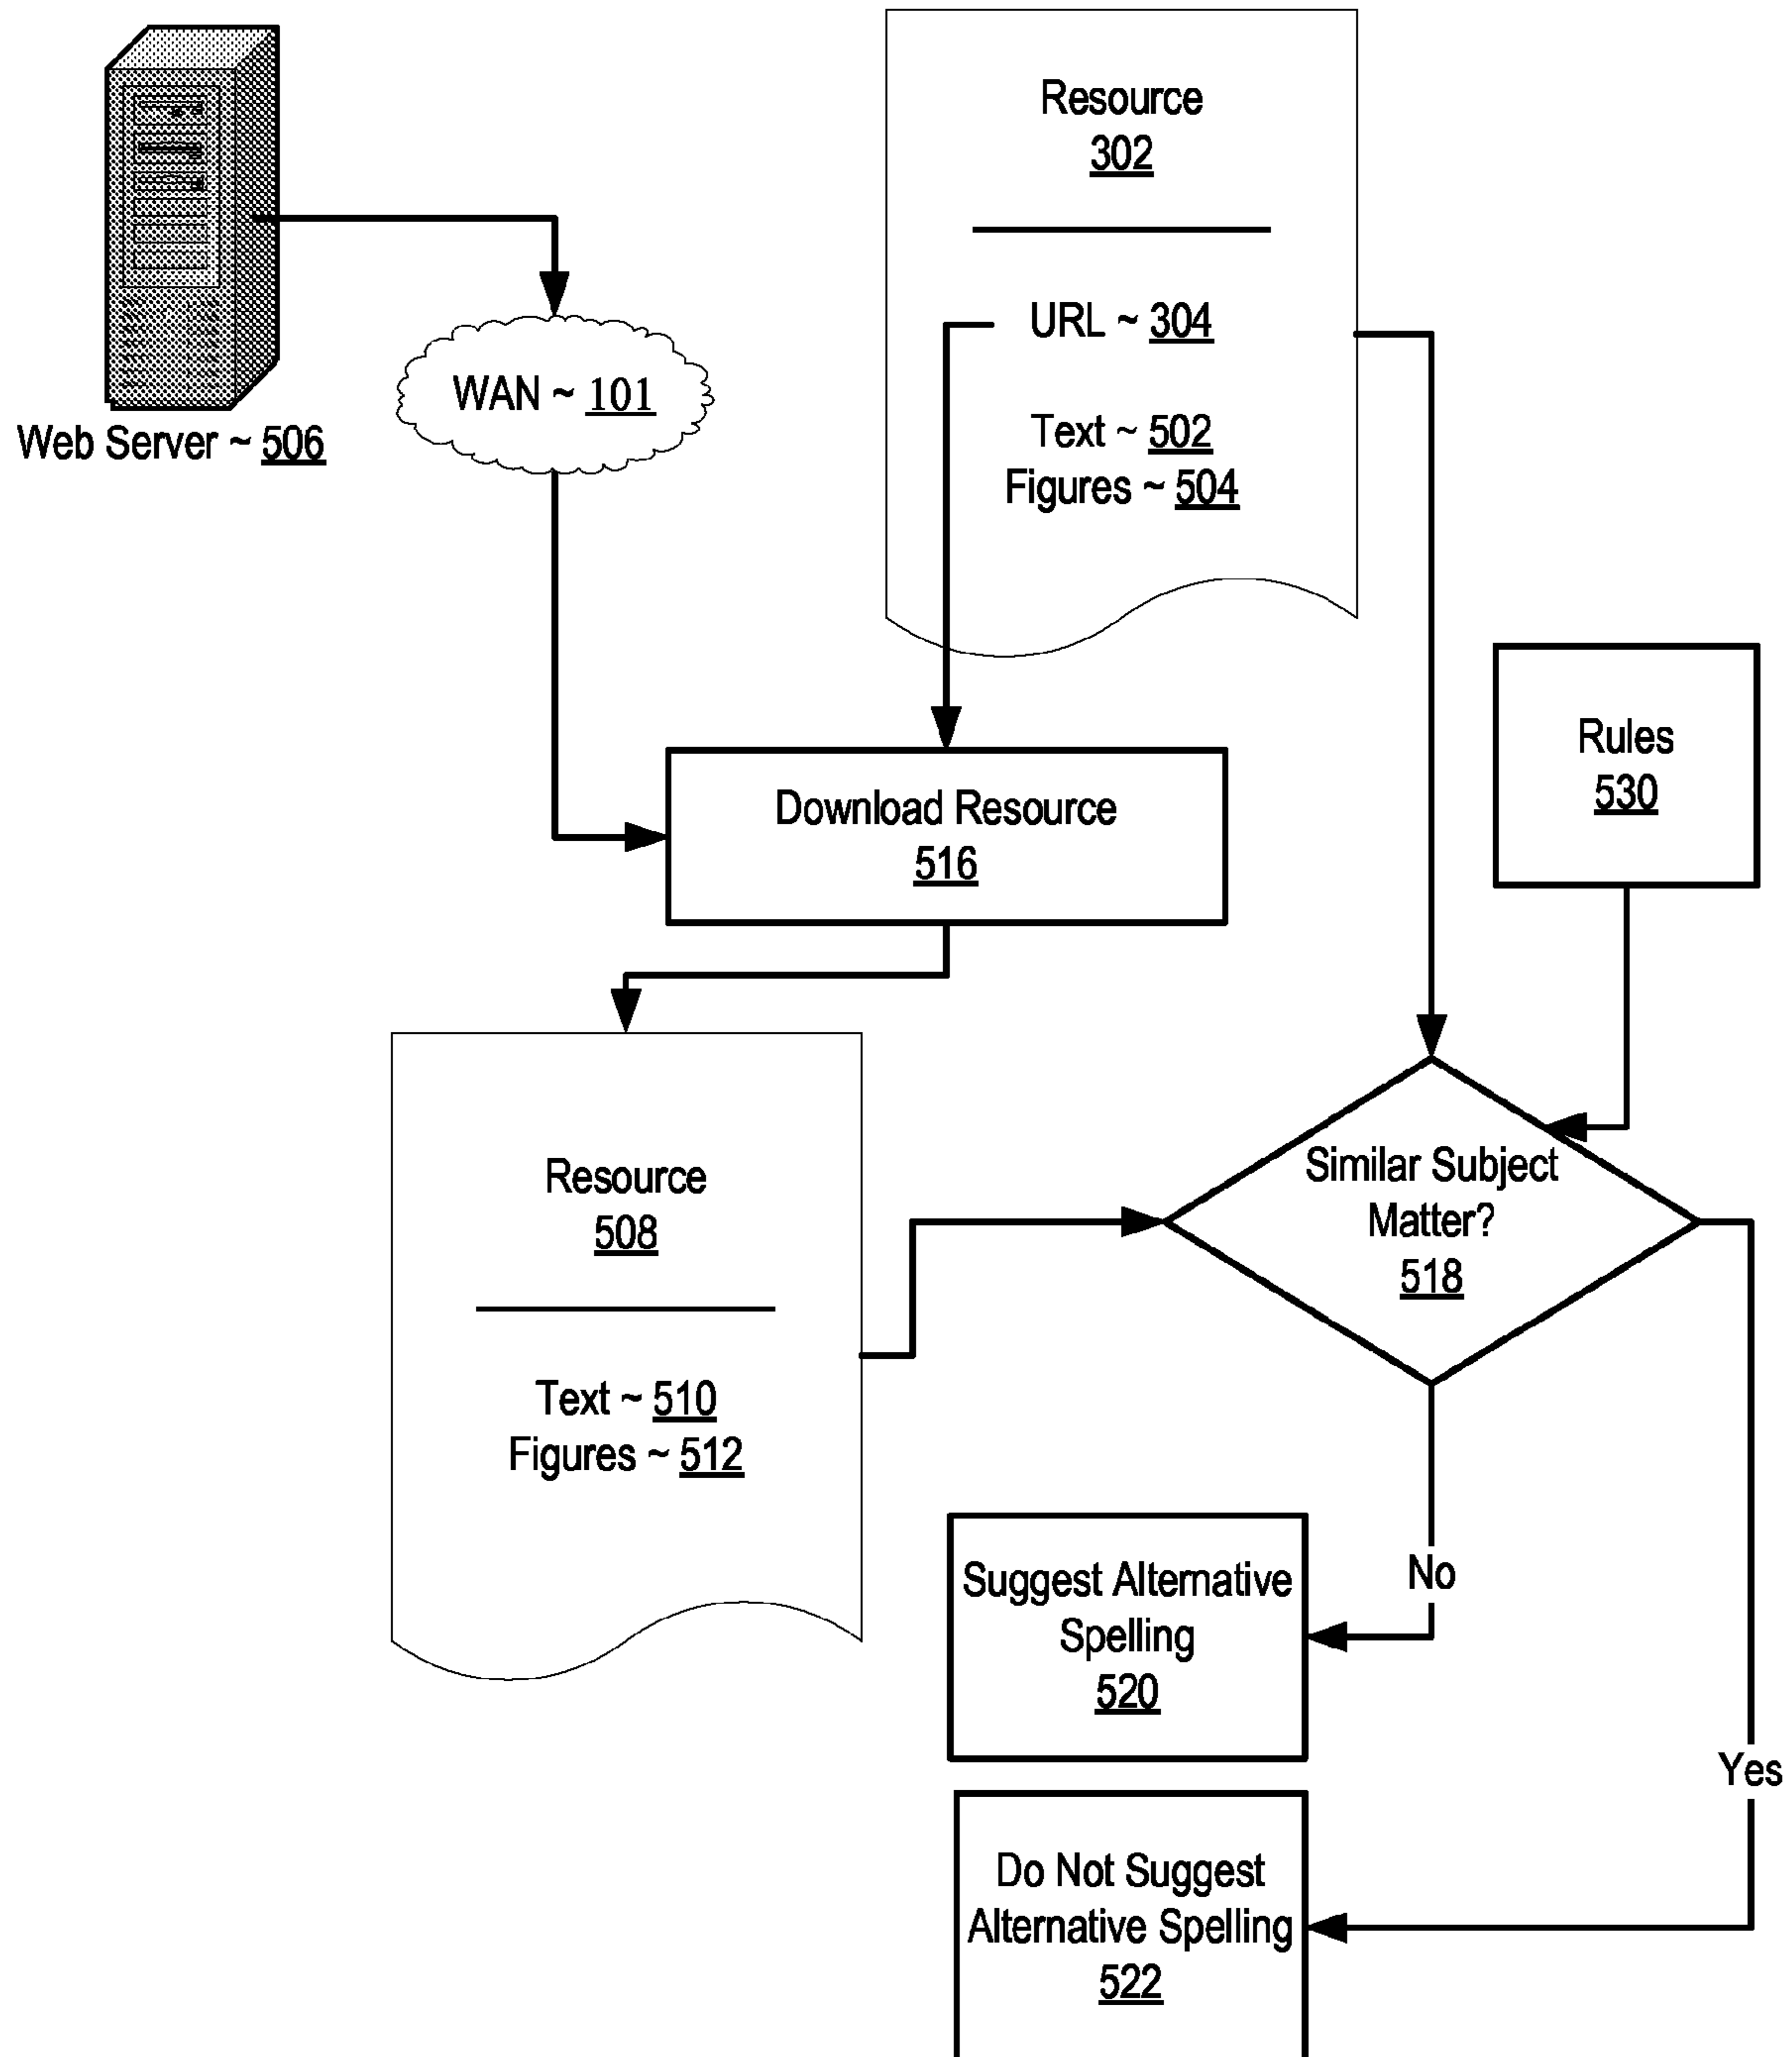 Resource
302
URL ~ 304
Text ~ 502
Figures ~ 504
WAN ~ 101
Web Server ~ 506
Rules
530
Download Resource
516
Resource
508
Text ~ 510
Figures ~ 512
Similar Subject
Matter?
518
No
Suggest Alternative
Spelling
520
Yes
Do Not Suggest
Alternative Spelling
522